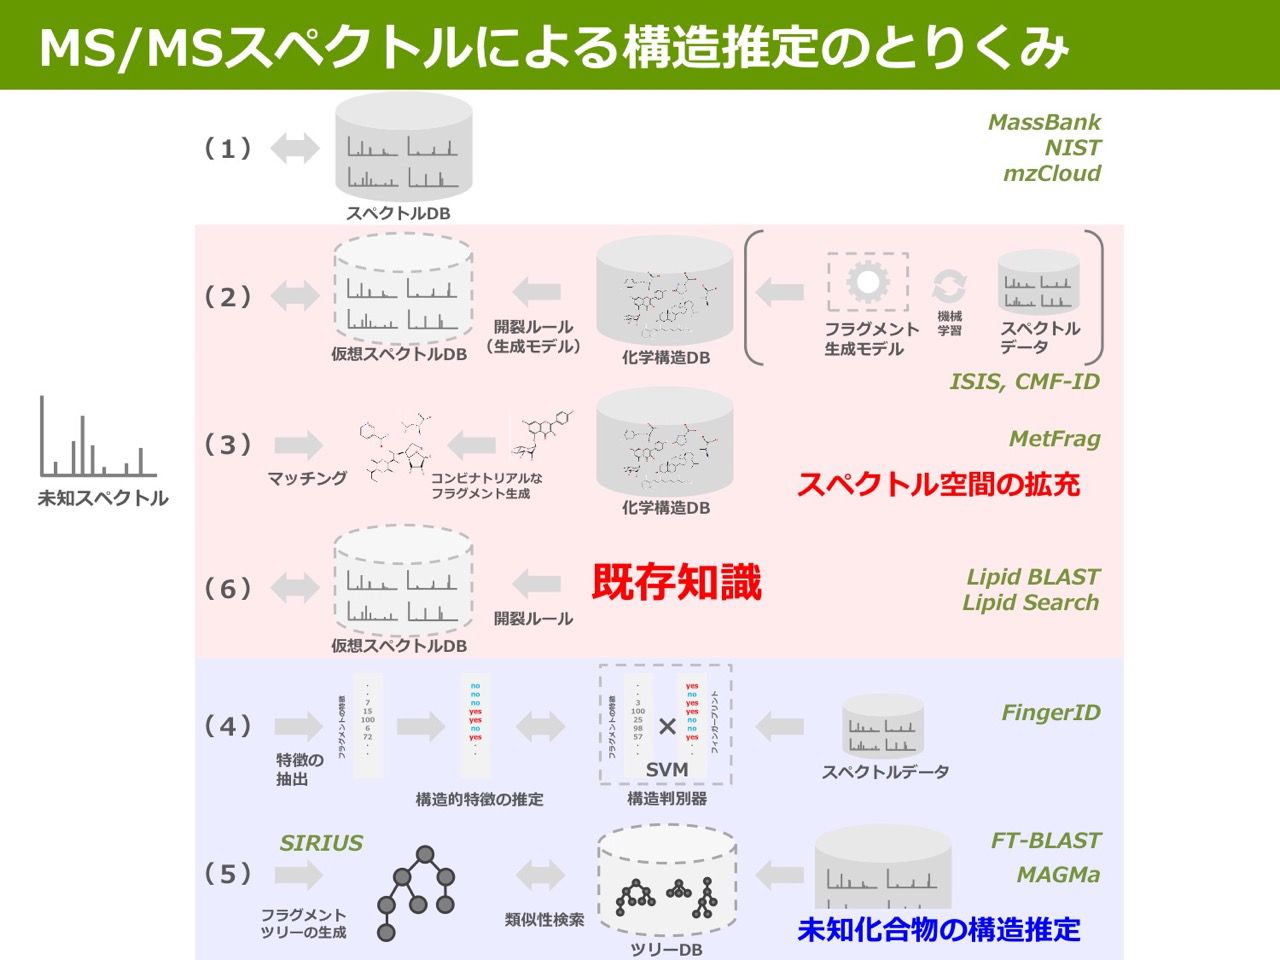 MS/MSスペクトルによる構造推定のとりくみ
（1）
スペクトルDB
MassBank
NIST
mzCloud
（2）
仮想スペクトルDB
開裂ルール
（生成モデル）
化学構造DB
フラグメント
生成モデル
機械
学習
スペクトル
データ
ISIS, CMF-ID
未知スペクトル
（3）
マッチング
コンビナトリアルな
フラグメント生成
化学構造DB
MetFrag
スペクトル空間の拡充
（6）
仮想スペクトルDB
開裂ルール
既存知識
Lipid BLAST
Lipid Search
（4）
特徴の
抽出
フラグメントの特徴
.
.
7
15
100
6
72
.
.
no
no
no
yes
yes
no
yes
.
.
構造的特徴の推定
フラグメントの特徴
.
.
3
100
25
98
57
.
.
×
yes
no
yes
yes
no
no
yes
.
.
フィンガープリント
SVM
構造判別器
スペクトルデータ
FingerID
（5）
SIRIUS
フラグメント
ツリーの生成
類似性検索
ツリーDB
FT-BLAST
MAGMa
未知化合物の構造推定